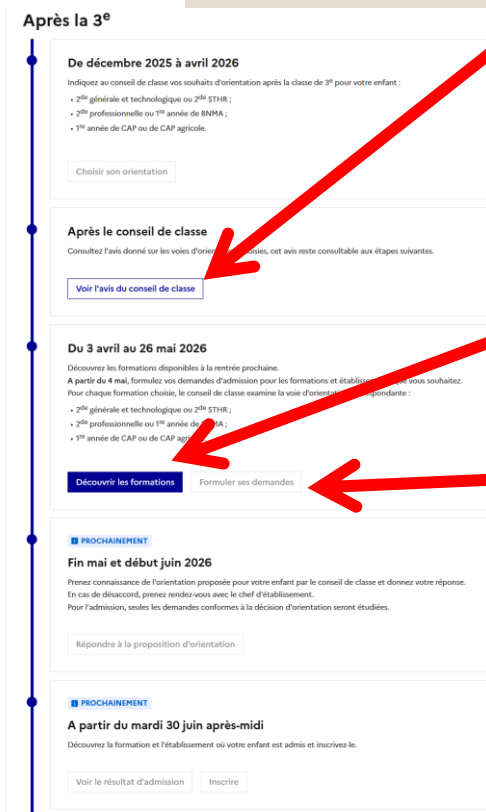 Après la 3e
De décembre 2025 à avril 2026
Indiquez au conseil de classe vos souhaits d'orientation après la classe de 3e pour votre enfant :
• 2de générale et technologique ou 2de STHR ;
• 2de professionnelle ou 1re année de BNMA ;
• 1re année de CAP ou de CAP agricole.
Choisir son orientation
Après le conseil de classe
Consultez l'avis donné sur les voies d'orien oisies, cet avis reste consultable aux étapes suivantes.
Voir l'avis du conseil de classe
Du 3 avril au 26 mai 2026
Découvrez les formations disponibles à la rentrée prochaine.
A partir du 4 mai, formulez vos demandes d'admission pour les formations et établisse que vous souhaitez.
Pour chaque formation choisie, le conseil de classe examine la voie d'orientat pondante :
• 2de générale et technologique ou 2de STHR ;
• 2de professionnelle ou 1re année de BNMA ;
• 1re année de CAP ou de CAP agri
Découvrir les formations
Formuler ses demandes
PROCHAINEMENT
Fin mai et début juin 2026
Prenez connaissance de l'orientation proposée pour votre enfant par le conseil de classe et donnez votre réponse.
En cas de désaccord, prenez rendez-vous avec le chef d'établissement.
Pour l'admission, seules les demandes conformes à la décision d'orientation seront étudiées.
Répondre à la proposition d'orientation
PROCHAINEMENT
A partir du mardi 30 juin après-midi
Découvrez la formation et l'établissement où votre enfant est admis et inscrivez-le.
Voir le résultat d'admission
Inscrire